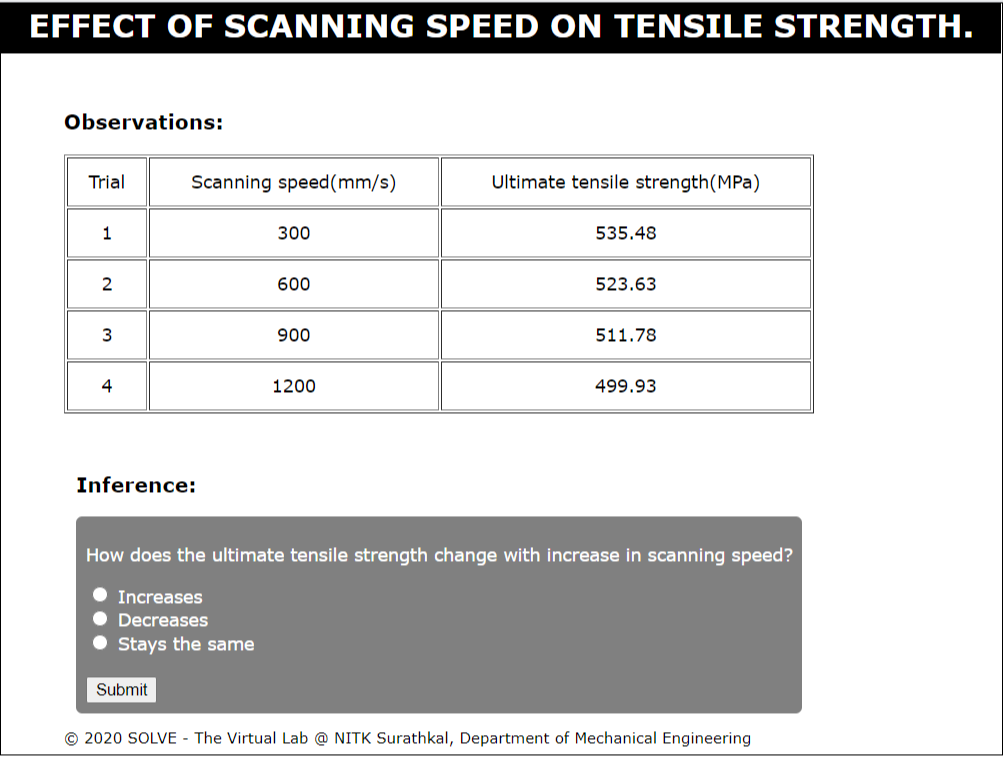 EFFECT OF SCANNING SPEED ON TENSILE STRENGTH.
Observations:
Trial Scanning speed(mm/s) Ultimate tensile strength(MPa)
1 300 535.48
2 600 523.63
3 900 511.78
4 1200 499.93
Inference:
How does the ultimate tensile strength change with increase in scanning speed?
Increases
Decreases
Stays the same
Submit
© 2020 SOLVE - The Virtual Lab @ NITK Surathkal, Department of Mechanical Engineering